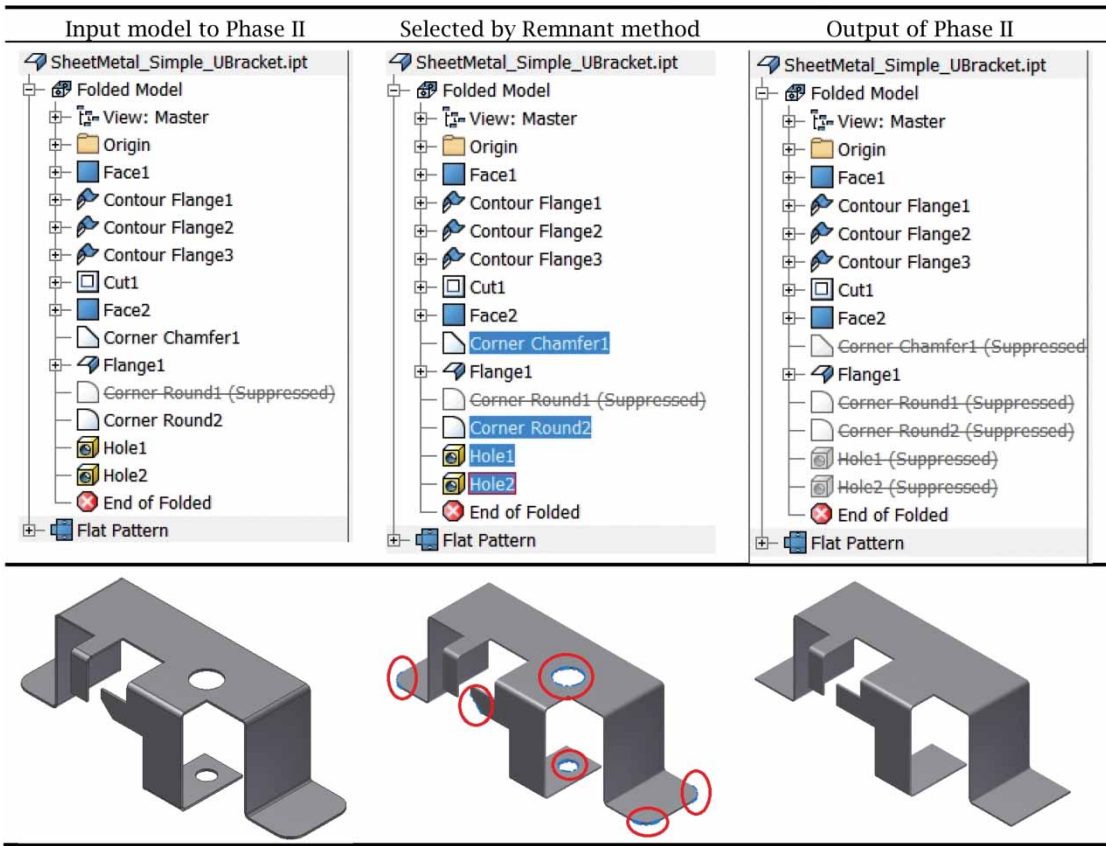 Input model to Phase II
Selected by Remnant method
Output of Phase II
SheetMetal_Simple_UBracket.ipt
Folded Model
View: Master
Origin
Face1
Contour Flange1
Contour Flange2
Contour Flange3
Cut1
Face2
Corner Chamfer1
Flange1
Corner Round1 (Suppressed)
Corner Round2
Hole1
Hole2
End of Folded
Flat Pattern
SheetMetal_Simple_UBracket.ipt
Folded Model
View: Master
Origin
Face1
Contour Flange1
Contour Flange2
Contour Flange3
Cut1
Face2
Corner Chamfer1
Flange1
Corner Round1 (Suppressed)
Corner Round2
Hole1
Hole2
End of Folded
Flat Pattern
SheetMetal_Simple_UBracket.ipt
Folded Model
View: Master
Origin
Face1
Contour Flange1
Contour Flange2
Contour Flange3
Cut1
Face2
Corner Chamfer1 (Suppressed
Flange1
Corner Round1 (Suppressed)
Corner Round2 (Suppressed)
Hole1 (Suppressed)
Hole2 (Suppressed)
End of Folded
Flat Pattern